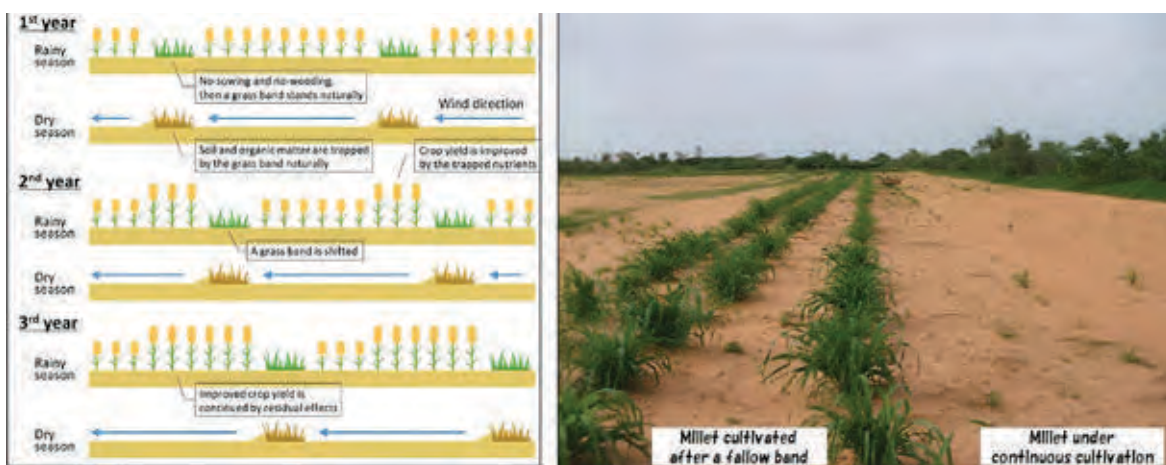 1st year
Rainy
season
No-sowing and no-weeding,
then a grass band stands naturally
Wind direction
Dry
season
Soil and organic matter are trapped
by the grass band naturally
Crop yield is improved
by the trapped nutrients
2nd year
Rainy
season
A grass band is shifted
Dry
season
3rd year
Rainy
season
Improved crop yield is
continued by residual effects
Dry
season
Millet cultivated
after a fallow band
Millet under
continuous cultivation